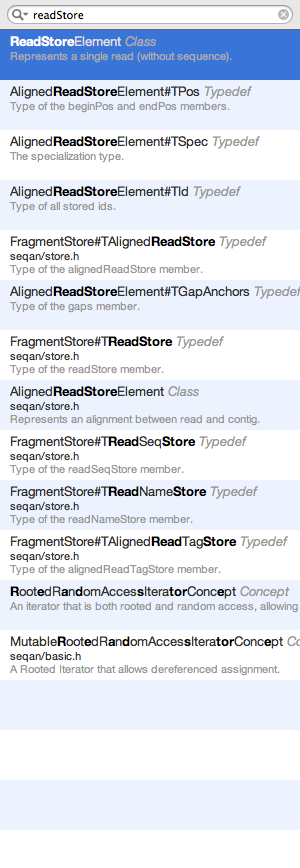 readStore
ReadStoreElement Class
Represents a single read (without sequence).
AlignedReadStoreElement#TPos Typedef
Type of the beginPos and endPos members.
AlignedReadStoreElement#TSpec Typedef
The specialization type.
AlignedReadStoreElement#TId Typedef
Type of all stored ids.
FragmentStore#TAlignedReadStore Typedef
seqan/store.h
Type of the alignedReadStore member.
AlignedReadStoreElement#TGapAnchors Typedef
Type of the gaps member.
FragmentStore#TReadStore Typedef
seqan/store.h
Type of the readStore member.
AlignedReadStoreElement Class
seqan/store.h
Represents an alignment between read and contig.
FragmentStore#TReadSeqStore Typedef
seqan/store.h
Type of the readSeqStore member.
FragmentStore#TReadNameStore Typedef
seqan/store.h
Type of the readNameStore member.
FragmentStore#TAlignedReadTagStore Typedef
seqan/store.h
Type of the alignedReadTagStore member.
RootedRandomAccessIteratorConcept Concept
An iterator that is both rooted and random access, allowing
MutableRootedRandomAccessIteratorConcept Co
seqan/basic.h
A Rooted Iterator that allows dereferenced assignment.